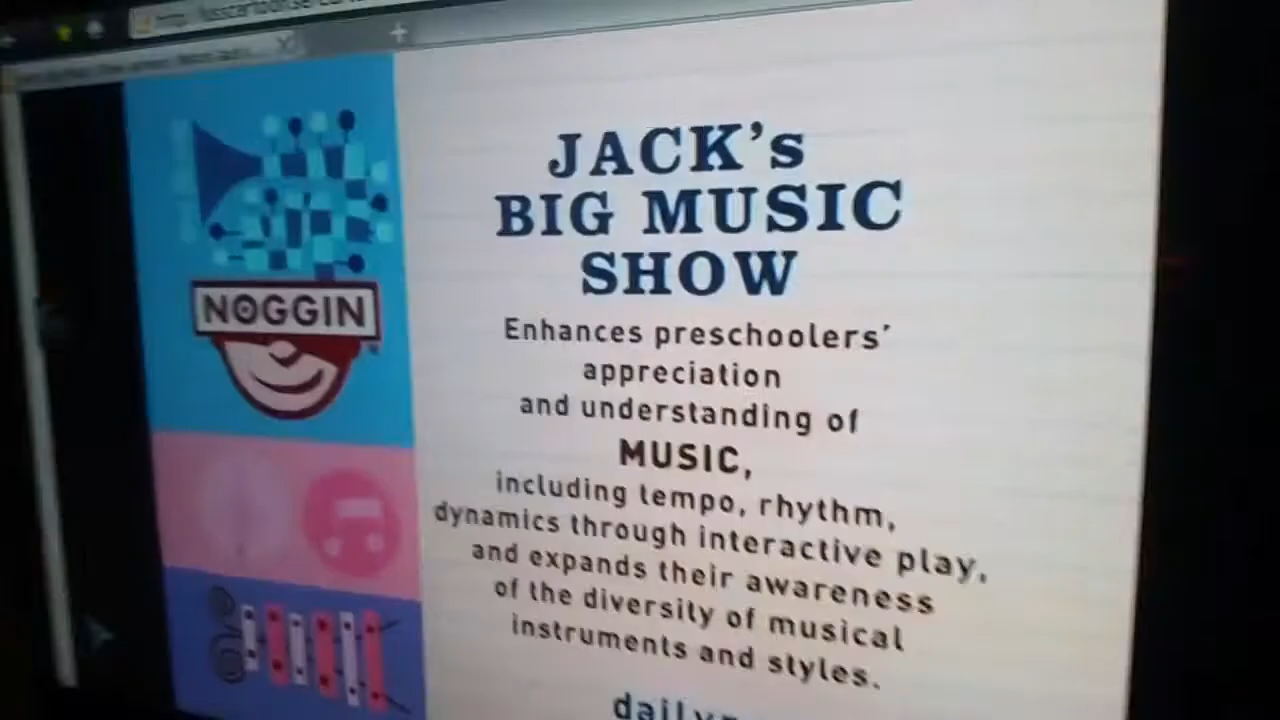 NOGGIN
JACK's
BIG MUSIC
SHOW
Enhances preschoolers'
appreciation
and understanding of
MUSIC,
including tempo, rhythm,
dynamics through interactive play,
and expands their awareness
of the diversity of musical
instruments and styles.